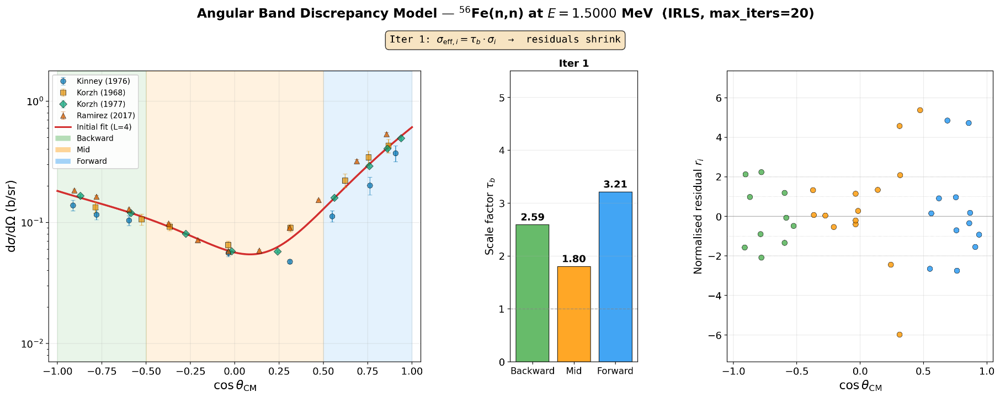 Angular Band Discrepancy Model — ⁵⁶Fe(n,n) at E = 1.5000 MeV (IRLS, max_iters=20)
Iter 1: σ_eff,i = τ_b · σ_i → residuals shrink
Kinney (1976)
Korzh (1968)
Korzh (1977)
Ramirez (2017)
Initial fit (L=4)
Backward
Mid
Forward
10⁰
10⁻¹
10⁻²
dσ/dΩ (b/sr)
−1.00 −0.75 −0.50 −0.25 0.00 0.25 0.50 0.75 1.00
cos θ_CM
Iter 1
5
4
3
2
1
0
Scale factor τ_b
2.59
1.80
3.21
Backward Mid Forward
6
4
2
0
−2
−4
−6
Normalised residual r_i
−1.0 −0.5 0.0 0.5 1.0
cos θ_CM